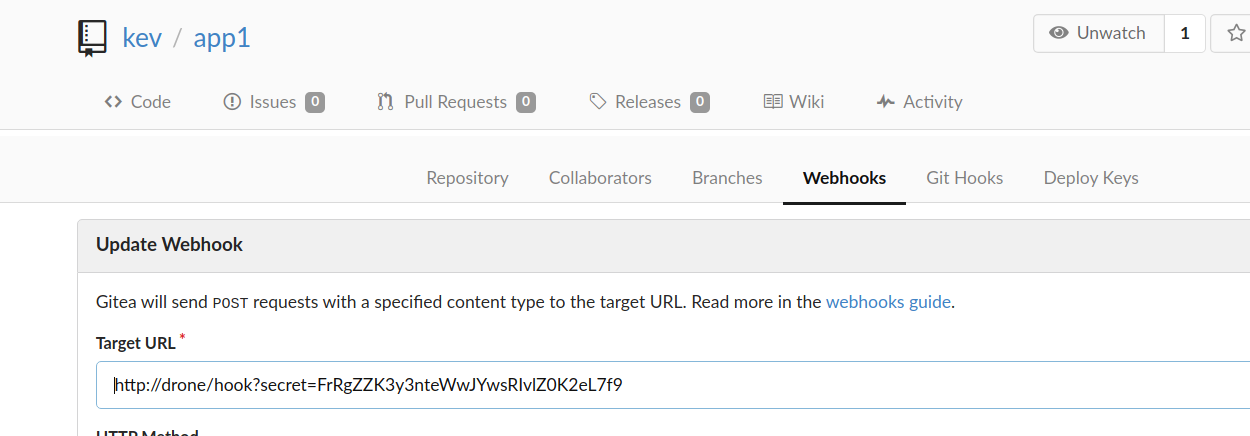 kev / app1
Unwatch 1
Code Issues 0 Pull Requests 0 Releases 0 Wiki Activity
Repository Collaborators Branches Webhooks Git Hooks Deploy Keys
Update Webhook
Gitea will send POST requests with a specified content type to the target URL. Read more in the webhooks guide.
Target URL *
http://drone/hook?secret=FrRgZZK3y3nteWwJYwsRIvlZ0K2eL7f9
HTTP Method